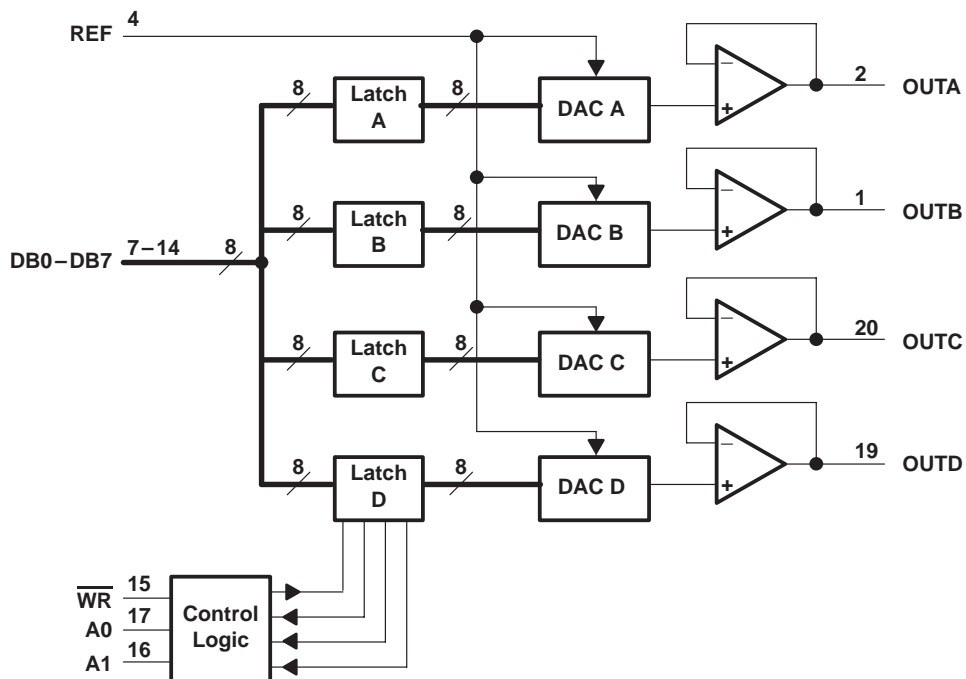 REF 4
8 Latch A 8 DAC A − + 2 OUTA
8 Latch B 8 DAC B − + 1 OUTB
DB0–DB7 7–14 8
8 Latch C 8 DAC C − + 20 OUTC
8 Latch D 8 DAC D − + 19 OUTD
WR 15
A0 17
A1 16
Control
Logic